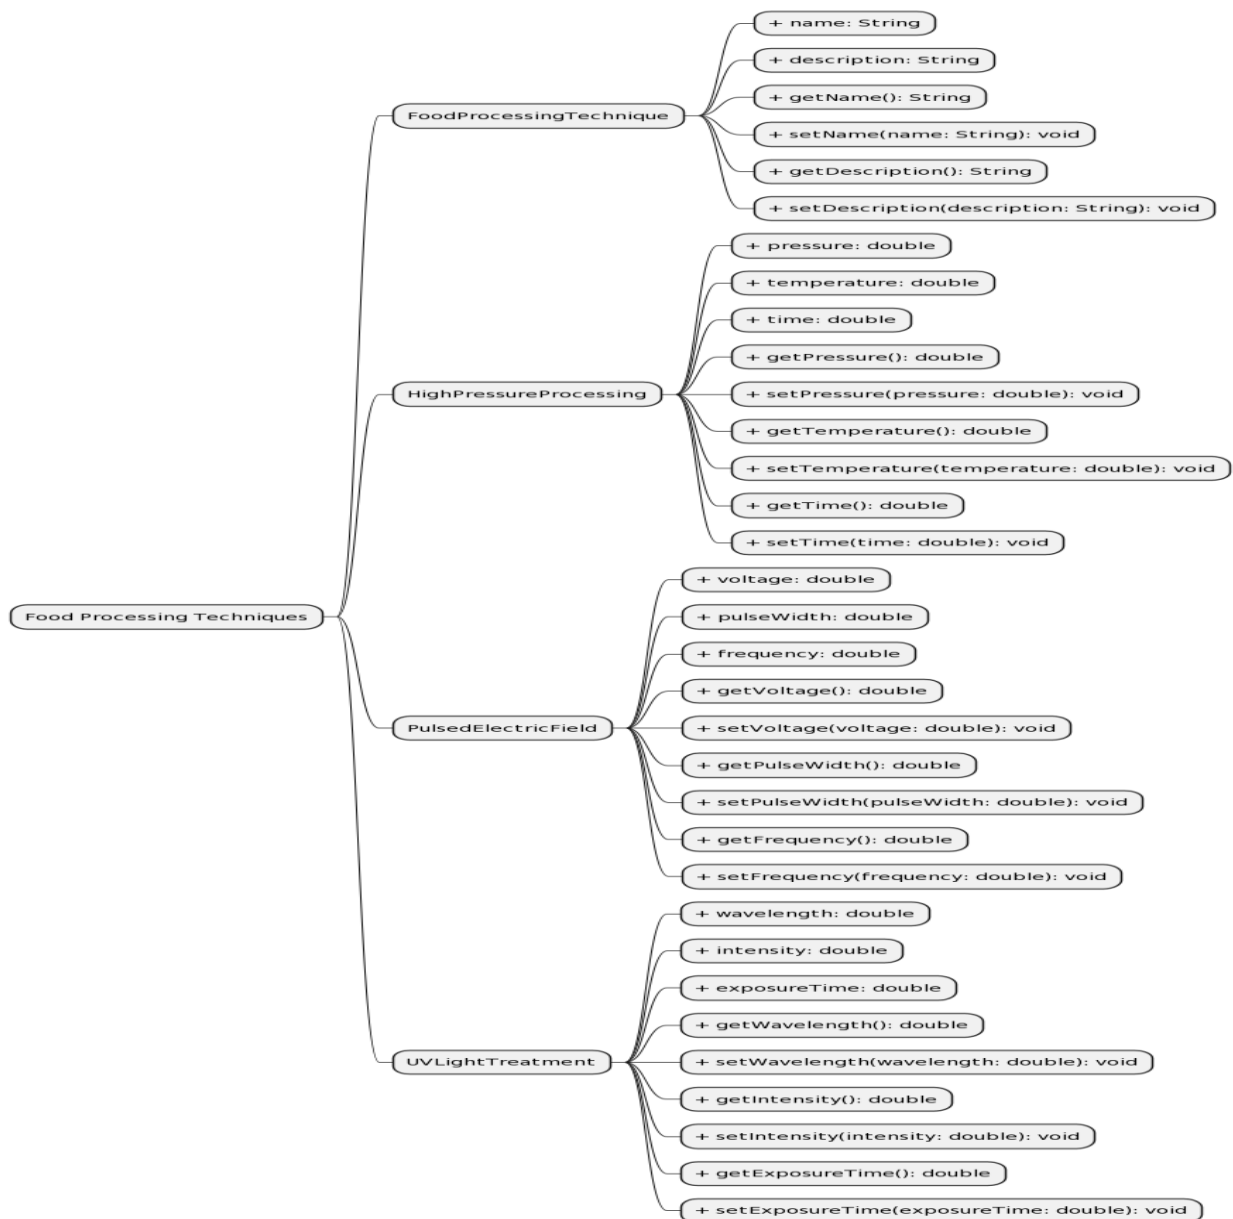 Food Processing Techniques
FoodProcessingTechnique
+ name: String
+ description: String
+ getName(): String
+ setName(name: String): void
+ getDescription(): String
+ setDescription(description: String): void
HighPressureProcessing
+ pressure: double
+ temperature: double
+ time: double
+ getPressure(): double
+ setPressure(pressure: double): void
+ getTemperature(): double
+ setTemperature(temperature: double): void
+ getTime(): double
+ setTime(time: double): void
PulsedElectricField
+ voltage: double
+ pulseWidth: double
+ frequency: double
+ getVoltage(): double
+ setVoltage(voltage: double): void
+ getPulseWidth(): double
+ setPulseWidth(pulseWidth: double): void
+ getFrequency(): double
+ setFrequency(frequency: double): void
UVLightTreatment
+ wavelength: double
+ intensity: double
+ exposureTime: double
+ getWavelength(): double
+ setWavelength(wavelength: double): void
+ getIntensity(): double
+ setIntensity(intensity: double): void
+ getExposureTime(): double
+ setExposureTime(exposureTime: double): void